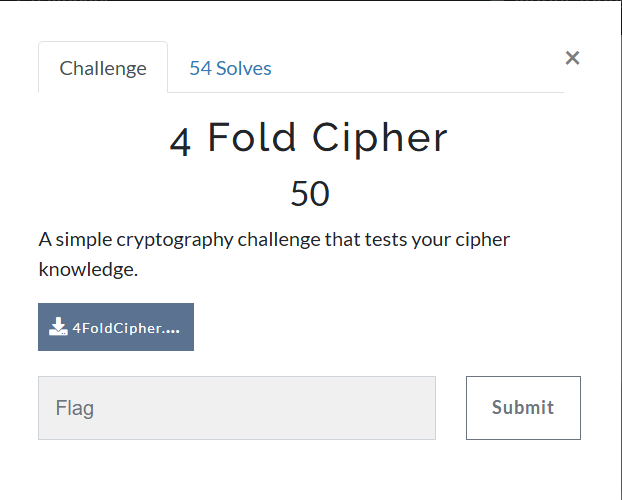 Challenge
54 Solves
×
4 Fold Cipher
50
A simple cryptography challenge that tests your cipher
knowledge.
4FoldCipher....
Flag
Submit